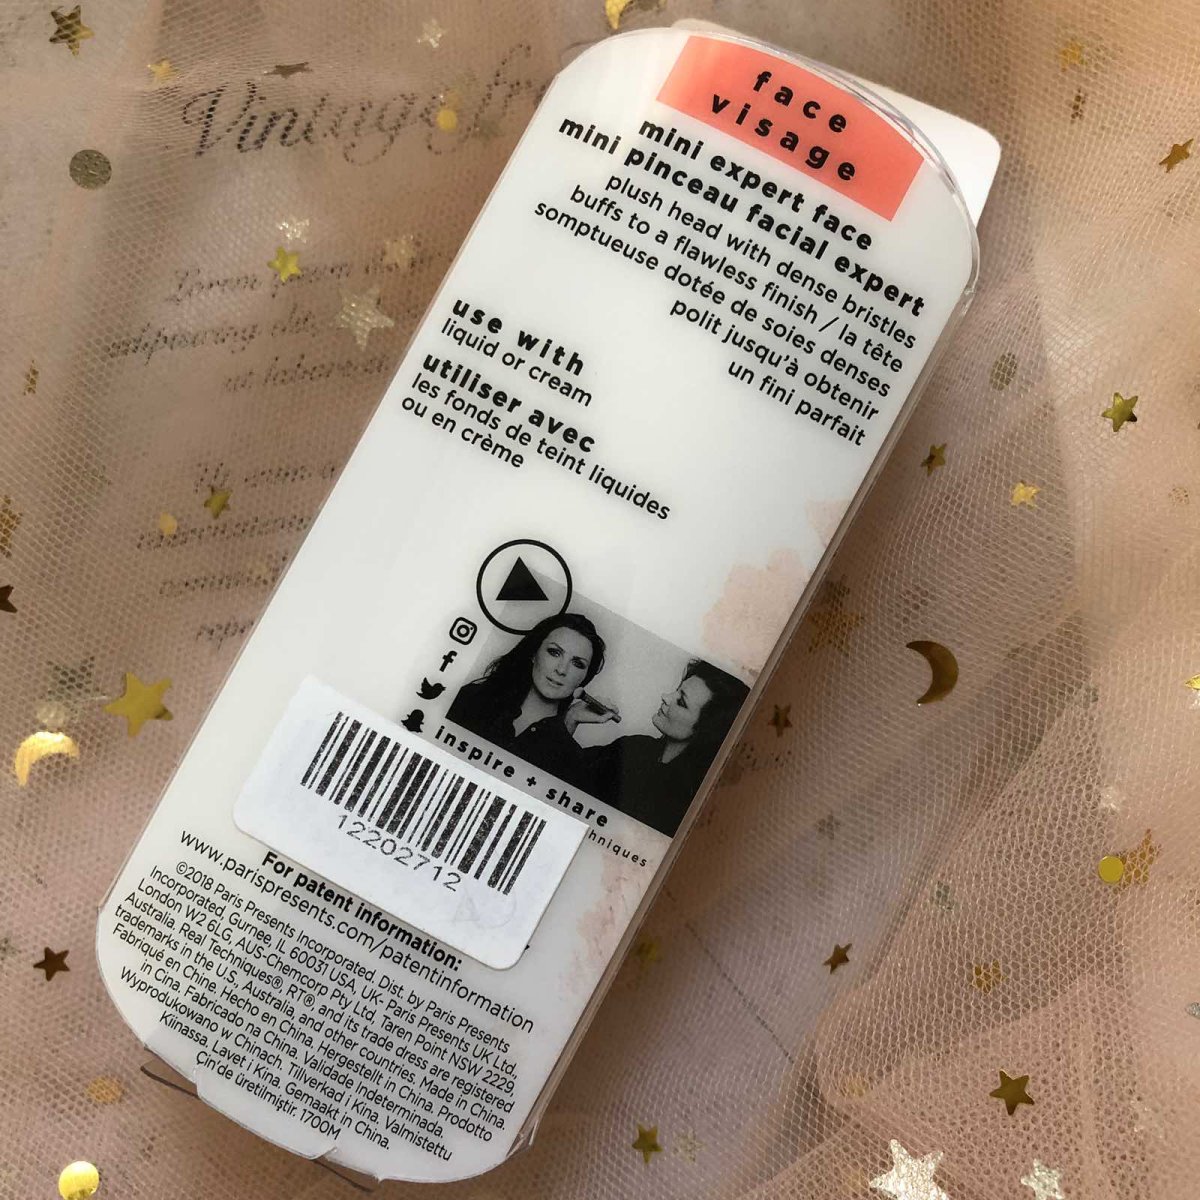 Vintage
Lorem
face
visage
mini expert face
mini pinceau facial expert
plush head with dense bristles
buffs to a flawless finish / la tête
somptueuse dotée de soies denses
polit jusqu'à obtenir
un fini parfait
use with
liquid or cream
utiliser avec
les fonds de teint liquides
ou en crème
inspire + share
hniques
12202712
For patent information:
www.parispresents.com/patentinformation
©2018 Paris Presents Incorporated. Dist. by Paris Presents
Incorporated, Gurnee, IL 60031 USA, UK- Paris Presents UK Ltd.,
London W2 6LG, AUS-Chemcorp Pty Ltd. Taren Point NSW 2229,
Australia. Real Techniques®, RT® and its trade dress are registered
trademarks in the U.S., Australia, and other countries. Made in China.
Fabriqué en Chine. Hecho en China. Hergestellt in China. Prodotto
in Cina. Fabricado na China. Validade Indeterminada.
Wyprodukowano w Chinach. Tillverkad i Kina. Valmistettu
Kiinassa. Lavet i Kina. Gemaakt in China.
Çin'de üretilmiştir. 1700M